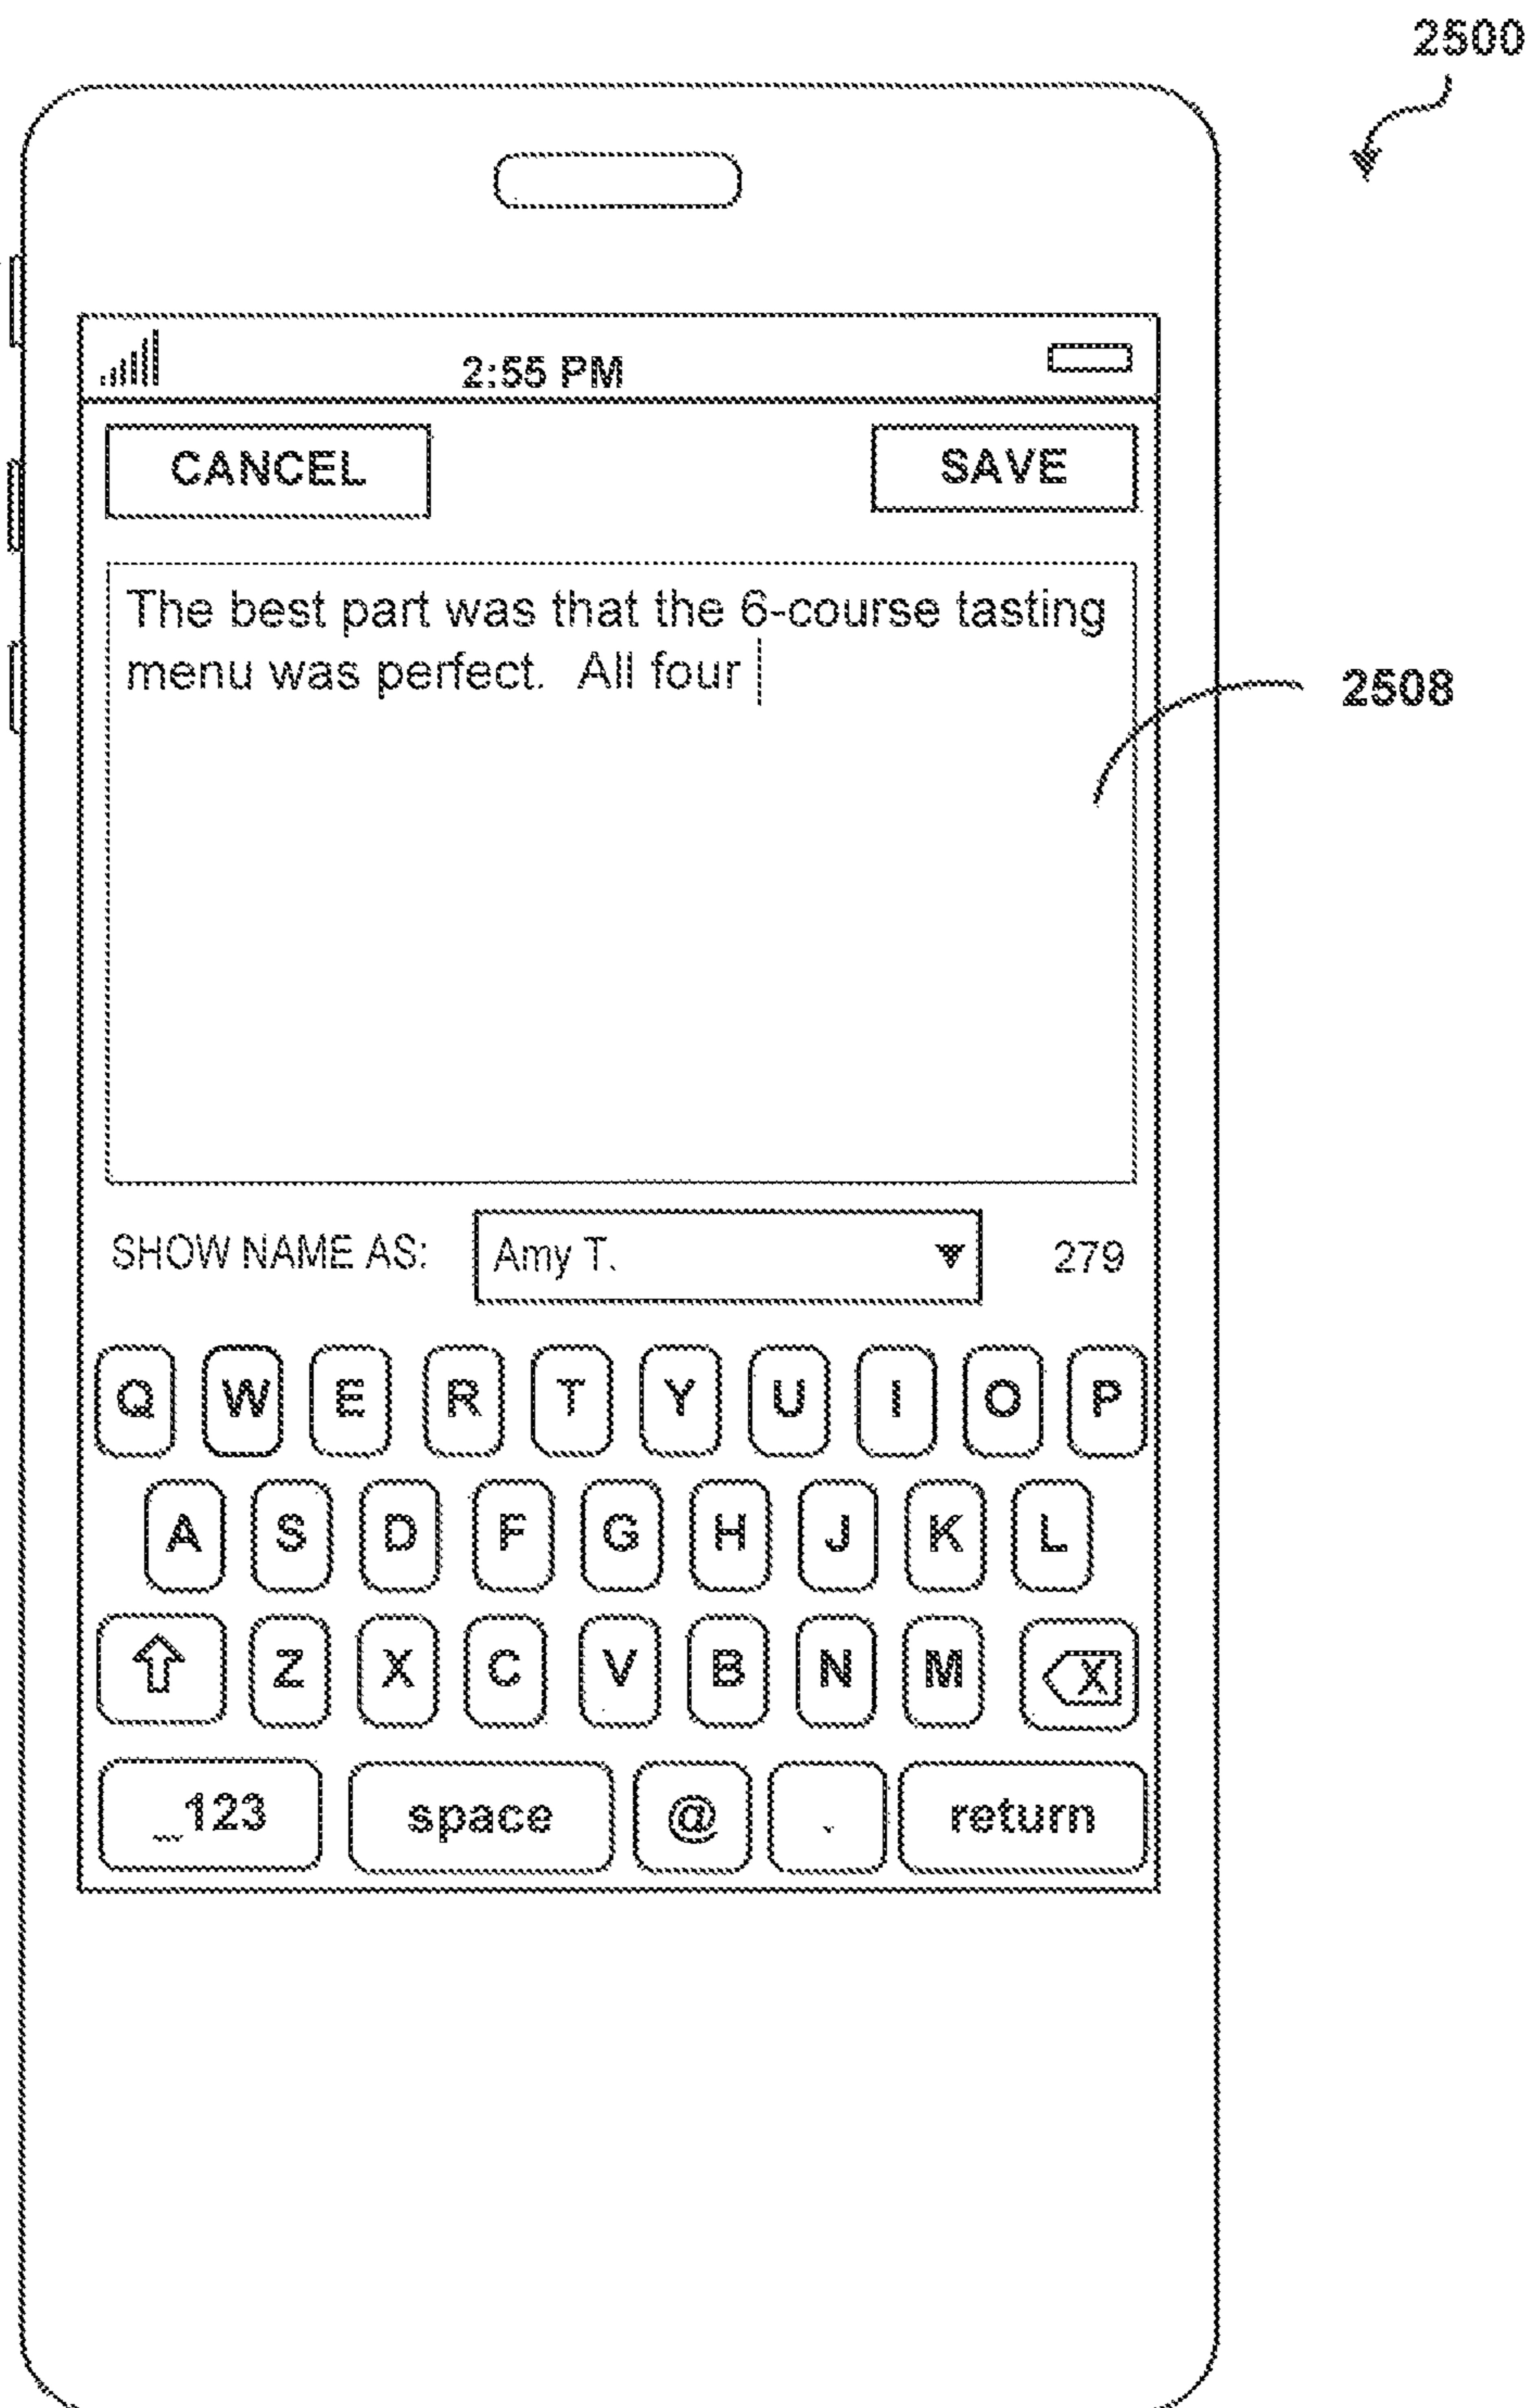 2500
2:55 PM
CANCEL SAVE
The best part was that the 6-course tasting
menu was perfect.  All four
2508
SHOW NAME AS: Amy T. 279
Q W E R T Y U I O P
A S D F G H J K L
Z X C V B N M X
_123 space @ . return